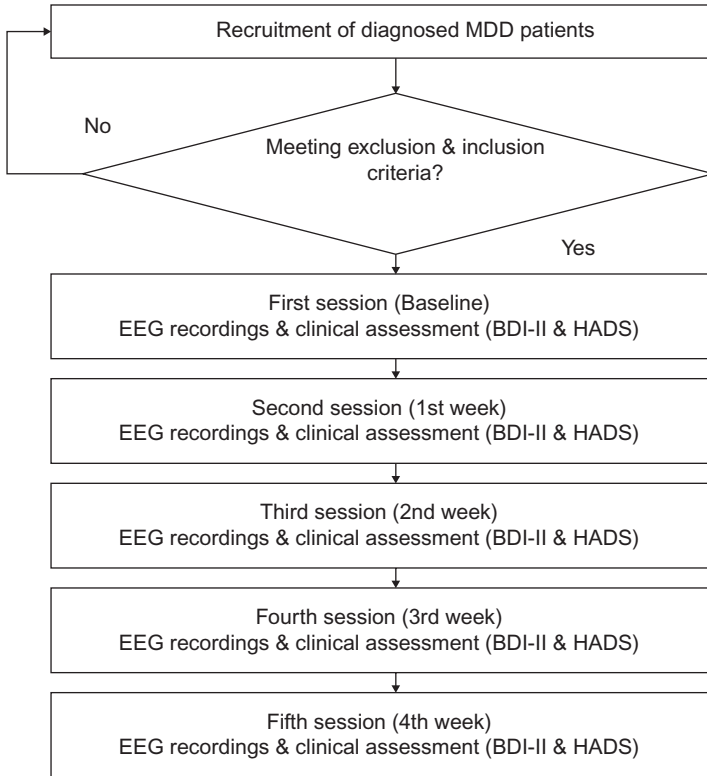 Recruitment of diagnosed MDD patients
No
Meeting exclusion & inclusion
criteria?
Yes
First session (Baseline)
EEG recordings & clinical assessment (BDI-II & HADS)
Second session (1st week)
EEG recordings & clinical assessment (BDI-II & HADS)
Third session (2nd week)
EEG recordings & clinical assessment (BDI-II & HADS)
Fourth session (3rd week)
EEG recordings & clinical assessment (BDI-II & HADS)
Fifth session (4th week)
EEG recordings & clinical assessment (BDI-II & HADS)